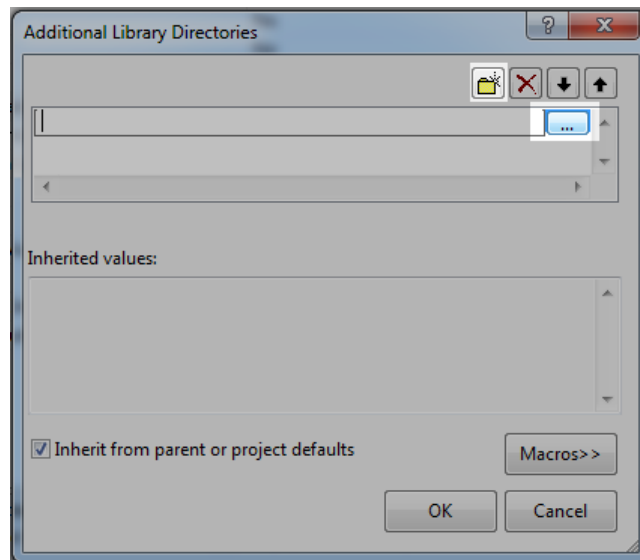 Additional Library Directories
...
Inherited values:
Inherit from parent or project defaults
Macros>>
OK Cancel